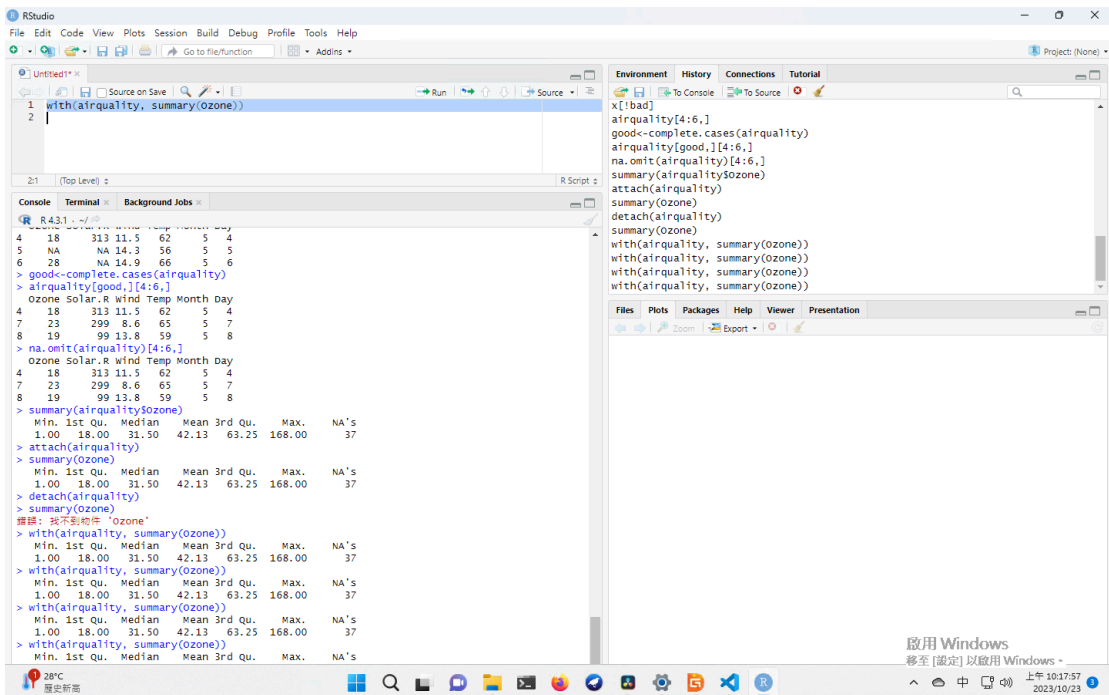 RStudio
File Edit Code View Plots Session Build Debug Profile Tools Help
Go to file/function Addins Project: (None)
Untitled1*
Source on Save Run Source
1 with(airquality, summary(Ozone))
2
2:1 (Top Level) R Script
Console Terminal Background Jobs
R 4.3.1 · ~/
Ozone Solar.R Wind Temp Month Day
4 18 313 11.5 62 5 4
5 NA NA 14.3 56 5 5
6 28 NA 14.9 66 5 6
> good<-complete.cases(airquality)
> airquality[good,][4:6,]
Ozone Solar.R Wind Temp Month Day
4 18 313 11.5 62 5 4
7 23 299 8.6 65 5 7
8 19 99 13.8 59 5 8
> na.omit(airquality)[4:6,]
Ozone Solar.R Wind Temp Month Day
4 18 313 11.5 62 5 4
7 23 299 8.6 65 5 7
8 19 99 13.8 59 5 8
> summary(airquality$Ozone)
Min. 1st Qu. Median Mean 3rd Qu. Max. NA's
1.00 18.00 31.50 42.13 63.25 168.00 37
> attach(airquality)
> summary(Ozone)
Min. 1st Qu. Median Mean 3rd Qu. Max. NA's
1.00 18.00 31.50 42.13 63.25 168.00 37
> detach(airquality)
> summary(Ozone)
錯誤: 找不到物件 'Ozone'
> with(airquality, summary(Ozone))
Min. 1st Qu. Median Mean 3rd Qu. Max. NA's
1.00 18.00 31.50 42.13 63.25 168.00 37
> with(airquality, summary(Ozone))
Min. 1st Qu. Median Mean 3rd Qu. Max. NA's
1.00 18.00 31.50 42.13 63.25 168.00 37
> with(airquality, summary(Ozone))
Min. 1st Qu. Median Mean 3rd Qu. Max. NA's
1.00 18.00 31.50 42.13 63.25 168.00 37
> with(airquality, summary(Ozone))
Min. 1st Qu. Median Mean 3rd Qu. Max. NA's
Environment History Connections Tutorial
To Console To Source
x[!bad]
airquality[4:6,]
good<-complete.cases(airquality)
airquality[good,][4:6,]
na.omit(airquality)[4:6,]
summary(airquality$Ozone)
attach(airquality)
summary(Ozone)
detach(airquality)
summary(Ozone)
with(airquality, summary(Ozone))
with(airquality, summary(Ozone))
with(airquality, summary(Ozone))
with(airquality, summary(Ozone))
Files Plots Packages Help Viewer Presentation
Zoom Export
啟用 Windows
移至 [設定] 以啟用 Windows。
1
28°C
歷史新高
中
上午 10:17:57
2023/10/23
3